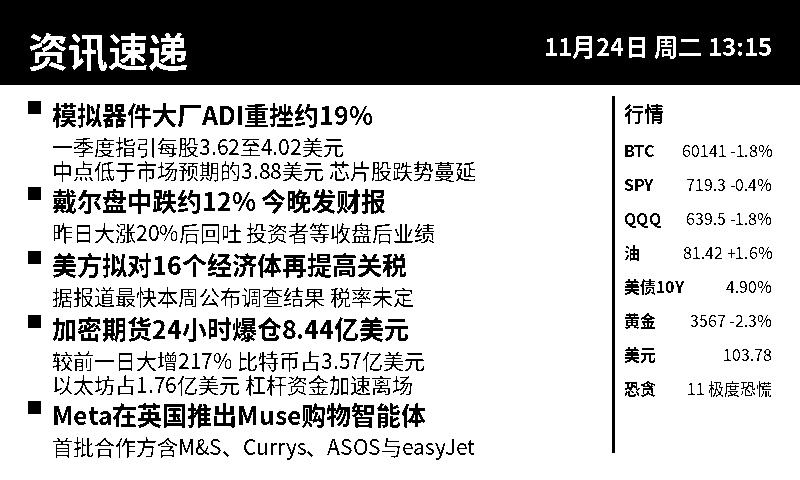 资讯速递
11月24日 周二 13:15
模拟器件大厂ADI重挫约19%
一季度指引每股3.62至4.02美元
中点低于市场预期的3.88美元 芯片股跌势蔓延
戴尔盘中跌约12% 今晚发财报
昨日大涨20%后回吐 投资者等收盘后业绩
美方拟对16个经济体再提高关税
据报道最快本周公布调查结果 税率未定
加密期货24小时爆仓8.44亿美元
较前一日大增217% 比特币占3.57亿美元
以太坊占1.76亿美元 杠杆资金加速离场
Meta在英国推出Muse购物智能体
首批合作方含M&S、Currys、ASOS与easyJet
行情
BTC 60141 -1.8%
SPY 719.3 -0.4%
QQQ 639.5 -1.8%
油 81.42 +1.6%
美债10Y 4.90%
黄金 3567 -2.3%
美元 103.78
恐贪 11 极度恐慌